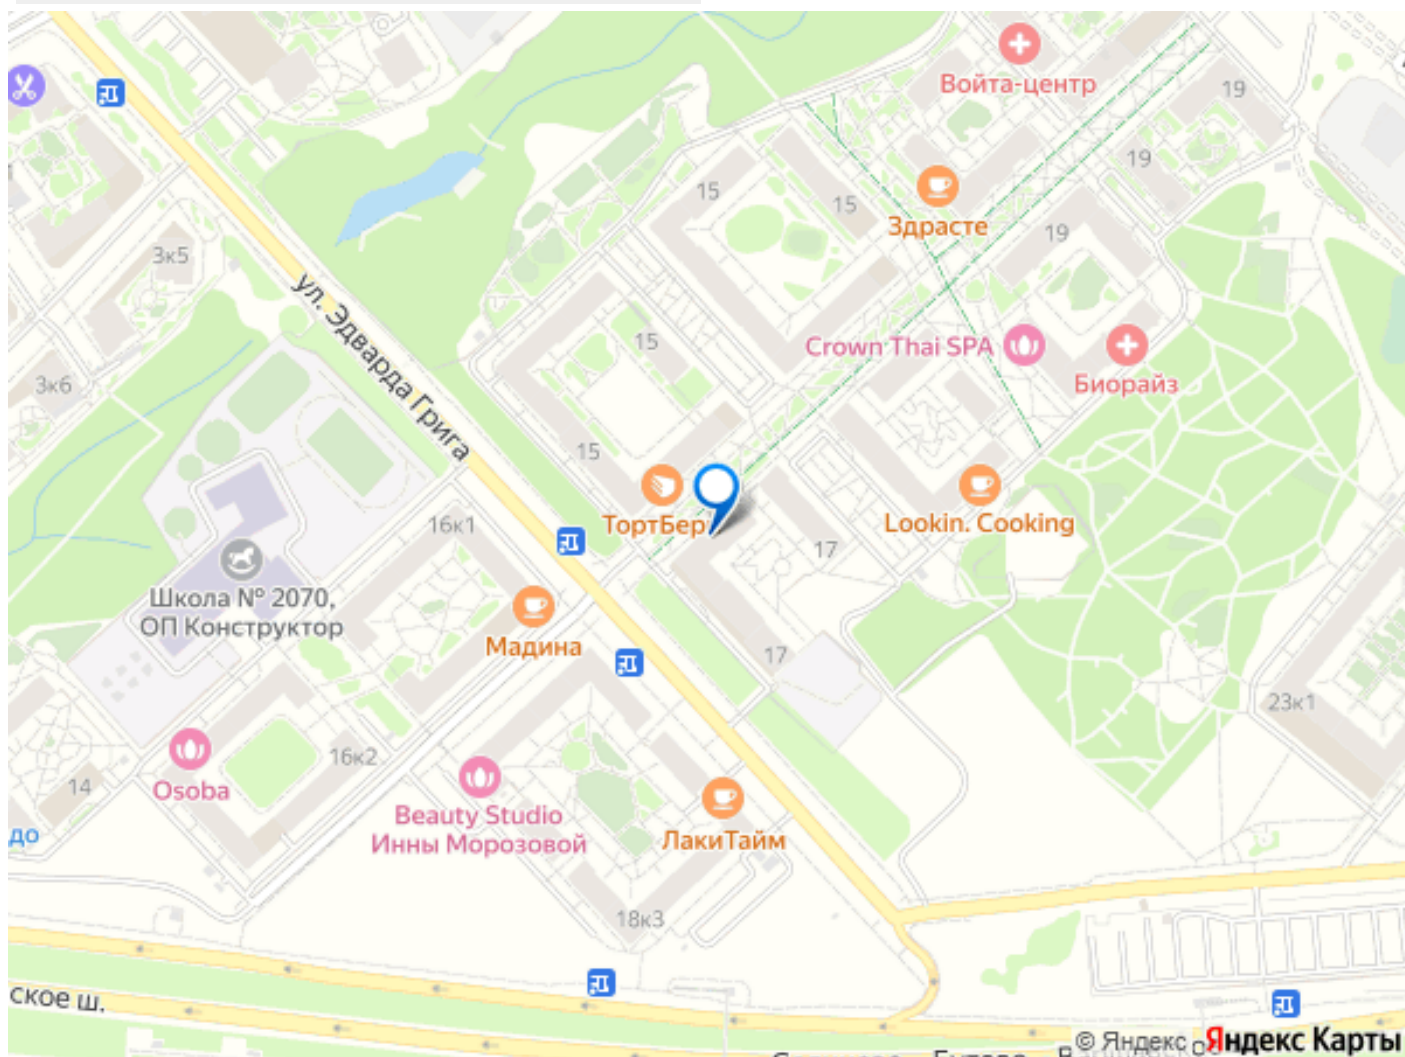 Войта-центр
19
19
15
15
Здрасте
19
3к5
ул. Эдварда Грига
15
Crown Thai SPA
Биорайз
3к6
15
ТортБер
Lookin. Cooking
16к1
17
Школа № 2070,
ОП Конструктор
Мадина
17
23к1
16к2
14
Osoba
Beauty Studio
Инны Морозовой
ЛакиТайм
до
18к3
ское ш.
© Яндекс
Яндекс Карты